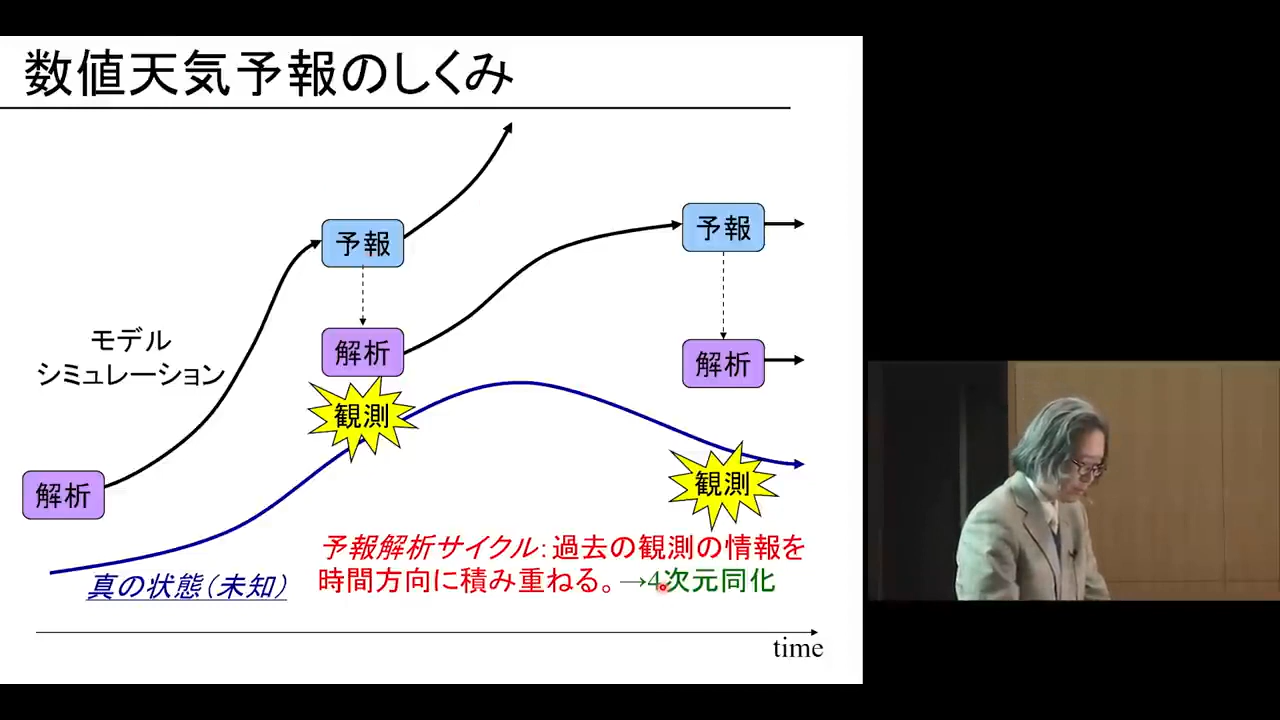 数値天気予報のしくみ
予報
予報
モデル
シミュレーション
解析
解析
観測
解析
観測
予報解析サイクル：過去の観測の情報を
時間方向に積み重ねる。→4次元同化
真の状態（未知）
time